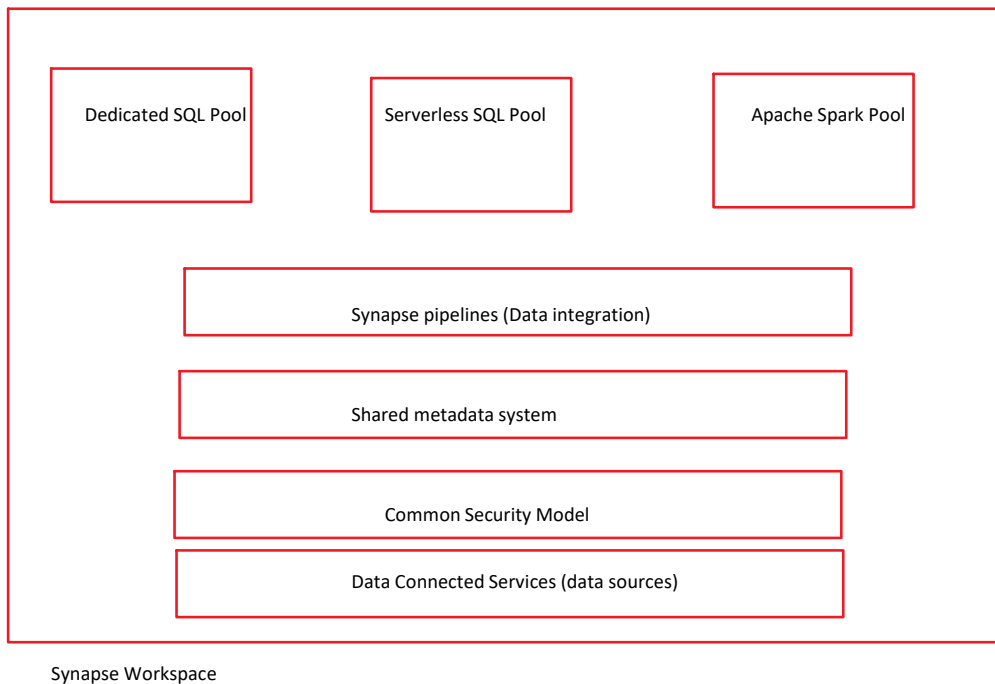 Dedicated SQL Pool
Serverless SQL Pool
Apache Spark Pool
Synapse pipelines (Data integration)
Shared metadata system
Common Security Model
Data Connected Services (data sources)
Synapse Workspace